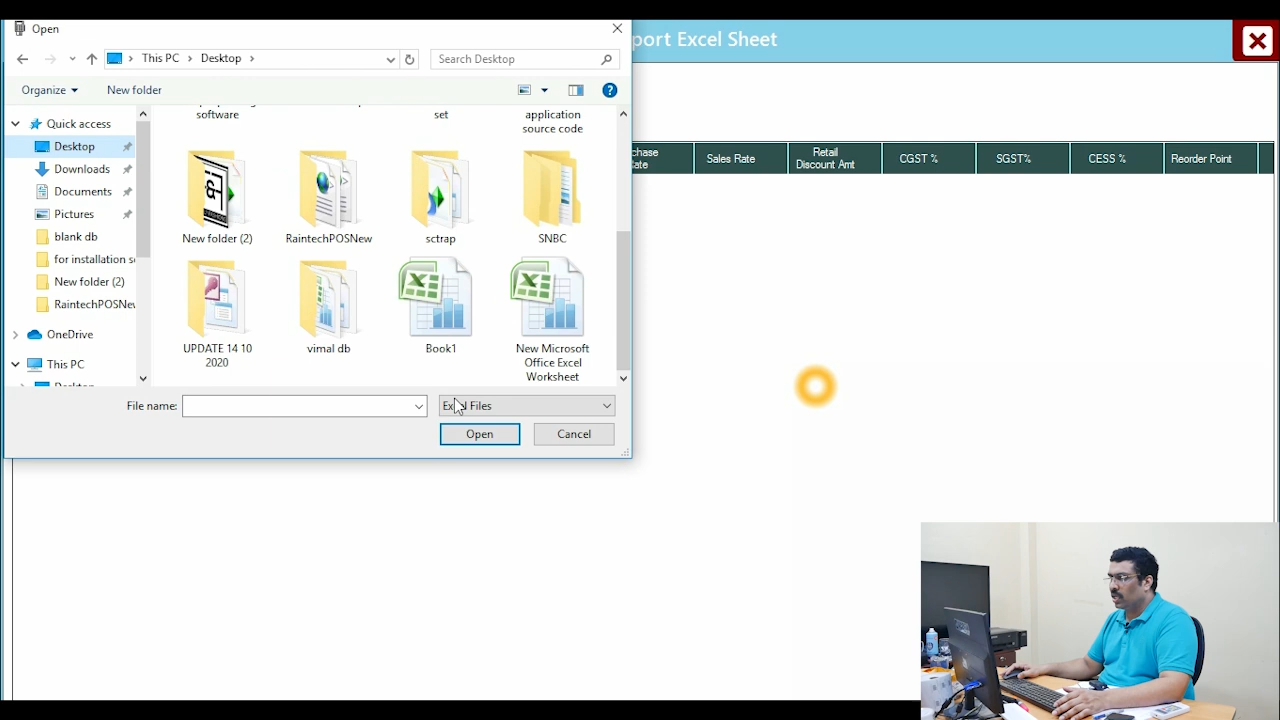 Open
port Excel Sheet
This PC
Desktop
Search Desktop
Organize
New folder
software
set
application
source code
Quick access
Desktop
Downloads
Documents
Pictures
blank db
for installation s
New folder (2)
RaintechPOSNe
OneDrive
This PC
New folder (2)
RaintechPOSNew
sctrap
SNBC
UPDATE 14 10
2020
vimal db
Book1
New Microsoft
Office Excel
Worksheet
File name:
Excel Files
Open
Cancel
chase
Sales Rate
Retail
Discount Amt
CGST %
SGST%
CESS %
Reorder Point